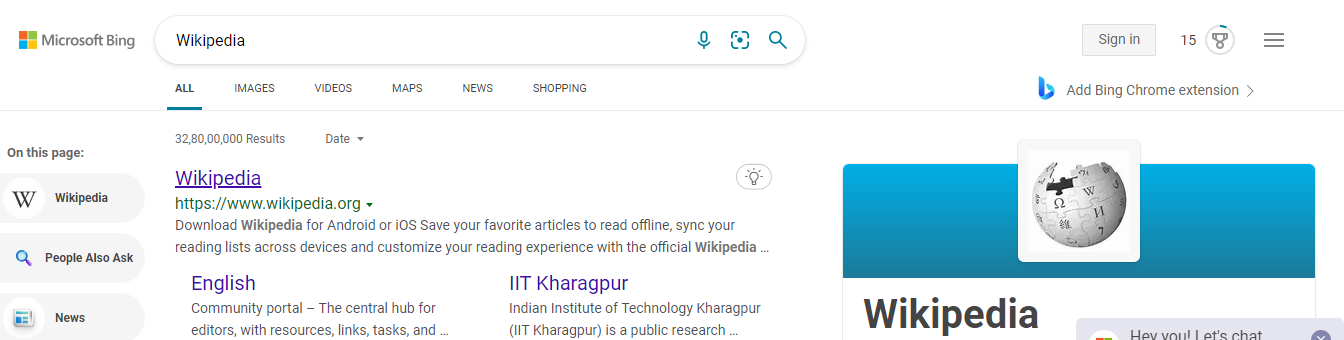 Microsoft Bing
Wikipedia
Sign in
15
ALL
IMAGES
VIDEOS
MAPS
NEWS
SHOPPING
Add Bing Chrome extension
32,80,00,000 Results
Date
On this page:
Wikipedia
People Also Ask
News
Wikipedia
https://www.wikipedia.org
Download Wikipedia for Android or iOS Save your favorite articles to read offline, sync your
reading lists across devices and customize your reading experience with the official Wikipedia ...
English
Community portal – The central hub for
editors, with resources, links, tasks, and ...
IIT Kharagpur
Indian Institute of Technology Kharagpur
(IIT Kharagpur) is a public research ...
W
Ω
И
維
7
Wikipedia
Hey you! Let's chat